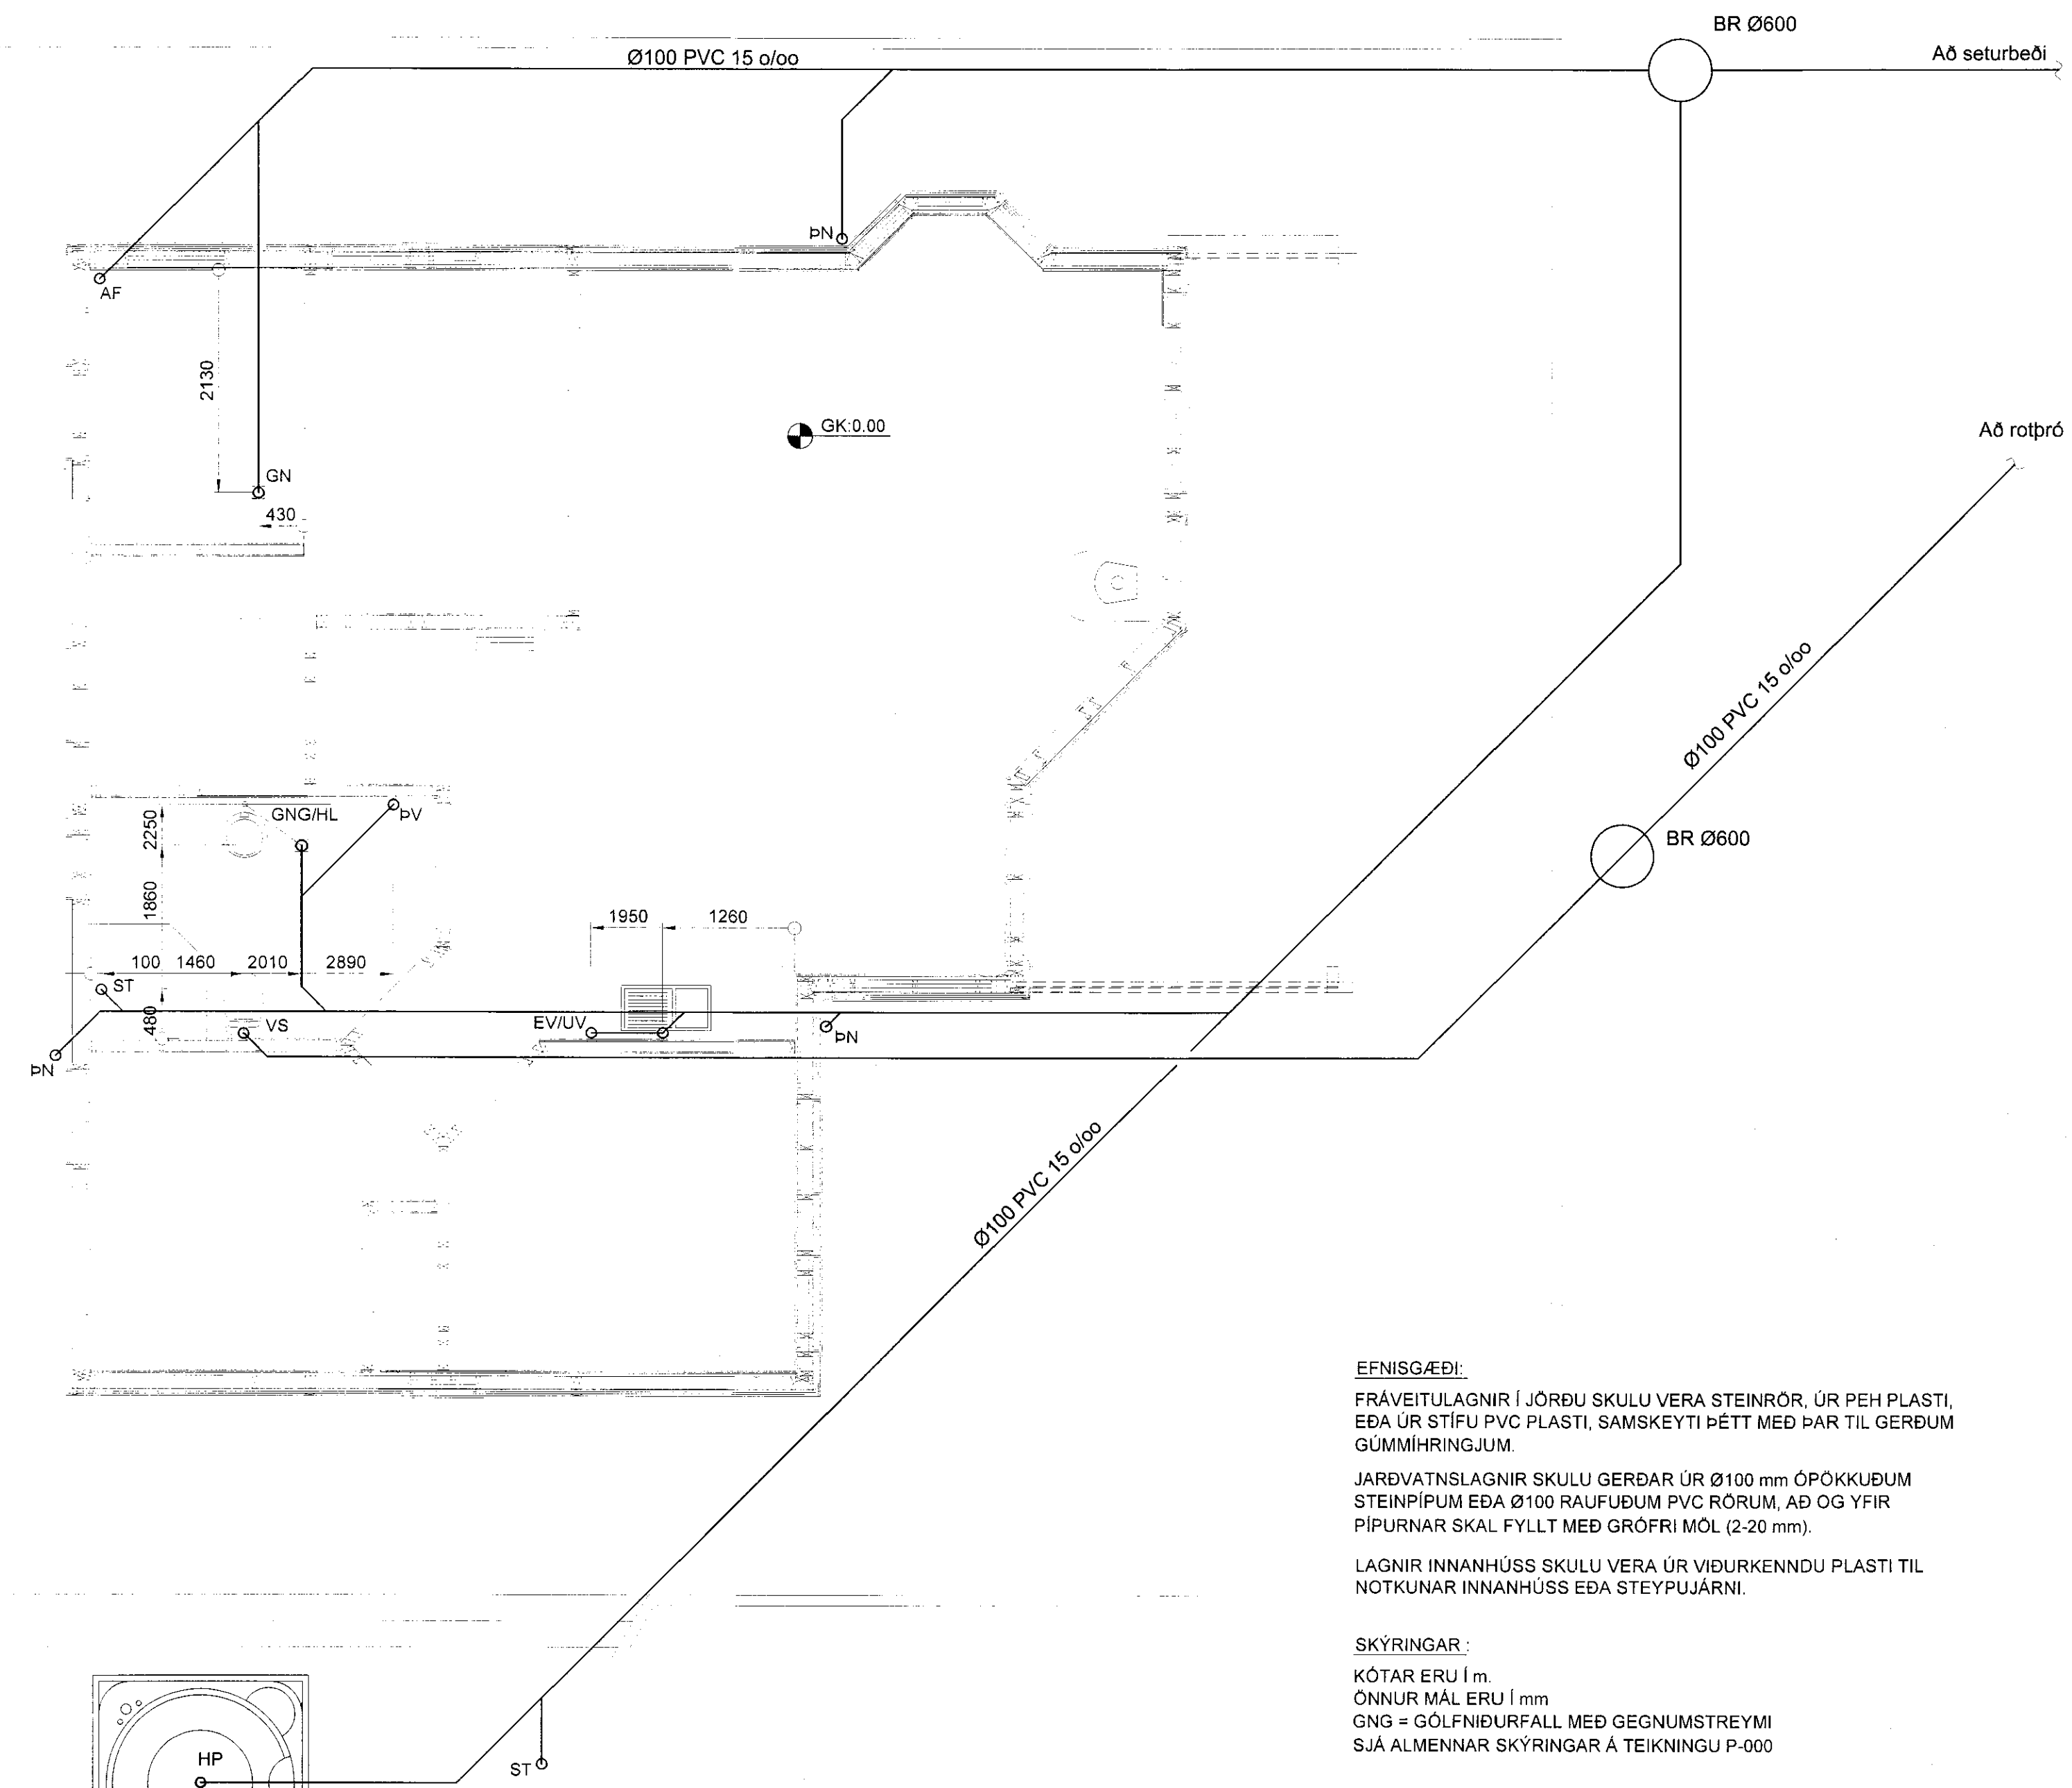 BR Ø600
Ø100 PVC 15 o/oo
Að seturbeði
ÞN
AF
2130
GK:0.00
Að rotþró
GN
430
Ø100 PVC 15 o/oo
GNG/HL
ÞV
2250
BR Ø600
1860
1950
1260
100
1460
2010
2890
ST
480
VS
EV/UV
ÞN
ÞN
Ø100 PVC 15 o/oo
EFNISGÆÐI:
FRÁVEITULAGNIR Í JÖRÐU SKULU VERA STEINRÖR, ÚR PEH PLASTI,
EÐA ÚR STÍFU PVC PLASTI, SAMSKEYTI ÞÉTT MEÐ ÞAR TIL GERÐUM
GÚMMÍHRINGJUM.
JARÐVATNSLAGNIR SKULU GERÐAR ÚR Ø100 mm ÓPÖKKUÐUM
STEINPÍPUM EÐA Ø100 RAUFUÐUM PVC RÖRUM, AÐ OG YFIR
PÍPURNAR SKAL FYLLT MEÐ GRÓFRI MÖL (2-20 mm).
LAGNIR INNANHÚSS SKULU VERA ÚR VIÐURKENNDU PLASTI TIL
NOTKUNAR INNANHÚSS EÐA STEYPUJÁRNI.
SKÝRINGAR :
KÓTAR ERU Í m.
ÖNNUR MÁL ERU Í mm
GNG = GÓLFNIÐURFALL MEÐ GEGNUMSTREYMI
SJÁ ALMENNAR SKÝRINGAR Á TEIKNINGU P-000
HP
ST